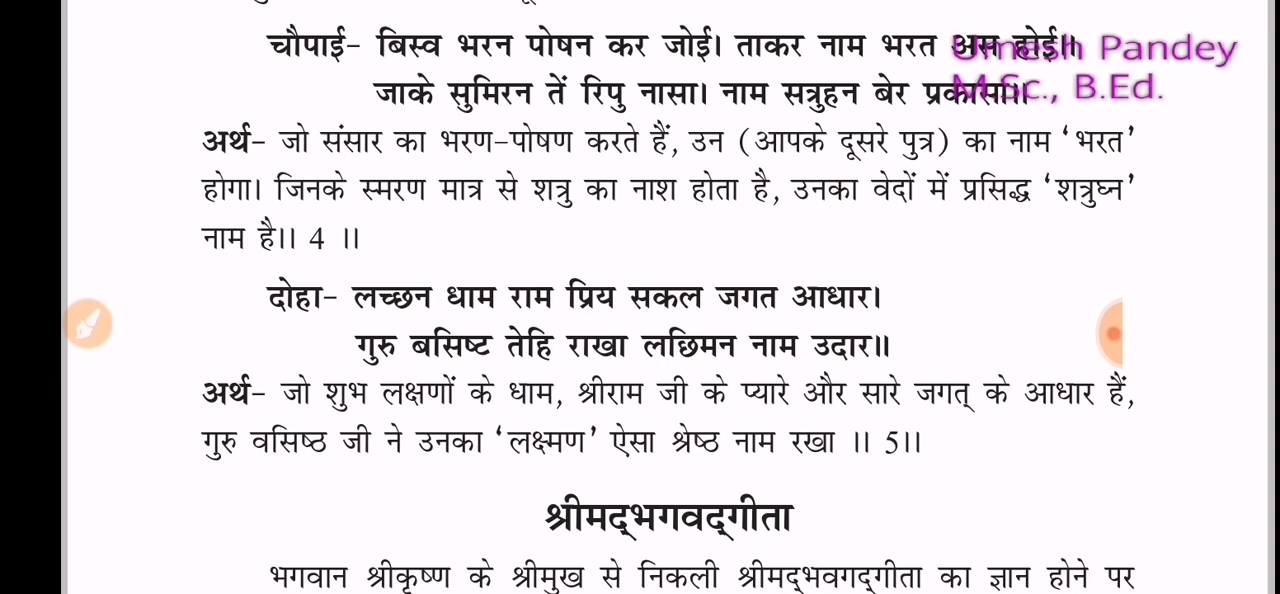 चौपाई- बिस्व भरन पोषन कर जोई। ताकर नाम भरत अस होई॥
Umesh Pandey
जाके सुमिरन तें रिपु नासा। नाम सत्रुहन बेर प्रकासा॥
M.Sc., B.Ed.
अर्थ- जो संसार का भरण-पोषण करते हैं, उन (आपके दूसरे पुत्र) का नाम ‘भरत’
होगा। जिनके स्मरण मात्र से शत्रु का नाश होता है, उनका वेदों में प्रसिद्ध ‘शत्रुघ्न’
नाम है।। 4 ।।
दोहा- लच्छन धाम राम प्रिय सकल जगत आधार।
गुरु बसिष्ट तेहि राखा लछिमन नाम उदार॥
अर्थ- जो शुभ लक्षणों के धाम, श्रीराम जी के प्यारे और सारे जगत् के आधार हैं,
गुरु वसिष्ठ जी ने उनका ‘लक्ष्मण’ ऐसा श्रेष्ठ नाम रखा ।। 5।।
श्रीमद्‌भगवद्‌गीता
भगवान श्रीकृष्ण के श्रीमुख से निकली श्रीमद्‌भवगद्‌गीता का ज्ञान होने पर